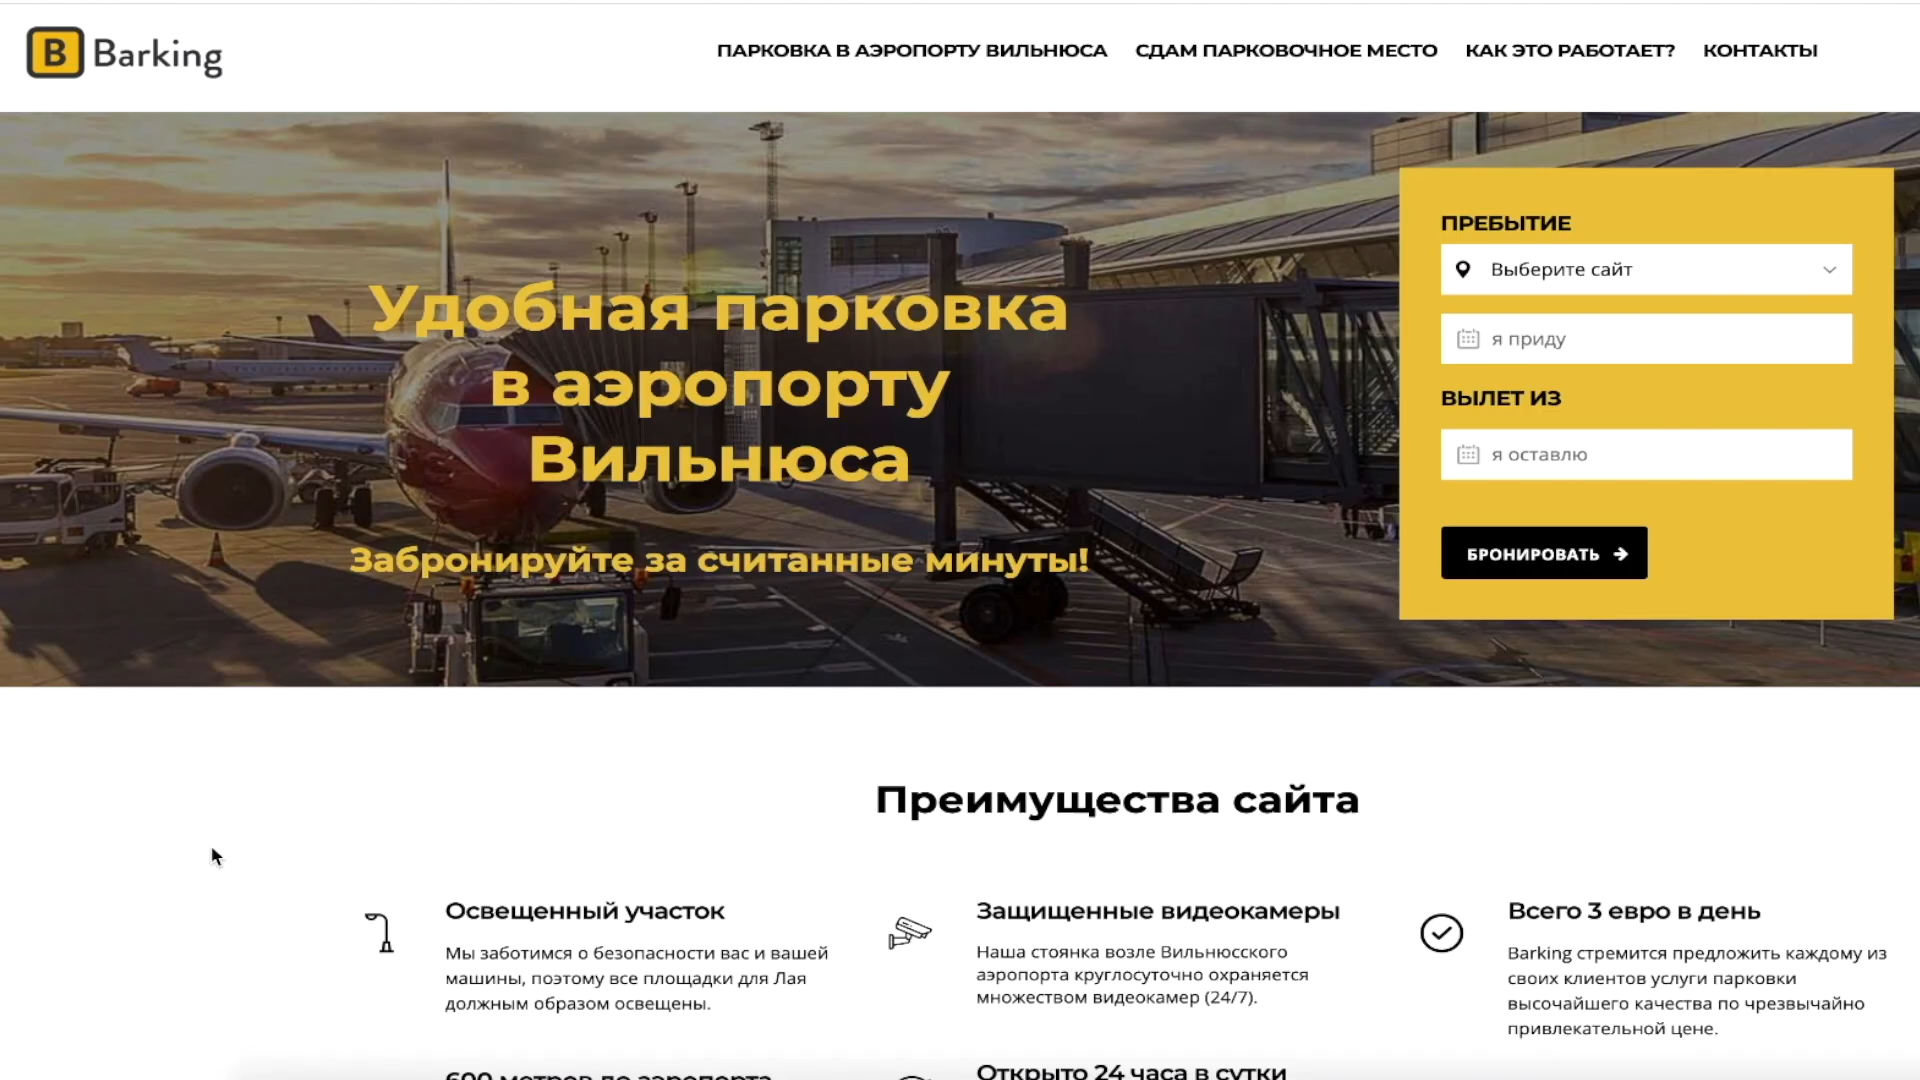 B Barking
ПАРКОВКА В АЭРОПОРТУ ВИЛЬНЮСА СДАМ ПАРКОВОЧНОЕ МЕСТО КАК ЭТО РАБОТАЕТ? КОНТАКТЫ
Удобная парковка
в аэропорту
Вильнюса
Забронируйте за считанные минуты!
ПРЕБЫТИЕ
Выберите сайт
я приду
ВЫЛЕТ ИЗ
я оставлю
БРОНИРОВАТЬ
Преимущества сайта
Освещенный участок
Мы заботимся о безопасности вас и вашей
машины, поэтому все площадки для Лая
должным образом освещены.
Защищенные видеокамеры
Наша стоянка возле Вильнюсского
аэропорта круглосуточно охраняется
множеством видеокамер (24/7).
Всего 3 евро в день
Barking стремится предложить каждому из
своих клиентов услуги парковки
высочайшего качества по чрезвычайно
привлекательной цене.
600 метров до аэропорта
Открыто 24 часа в сутки